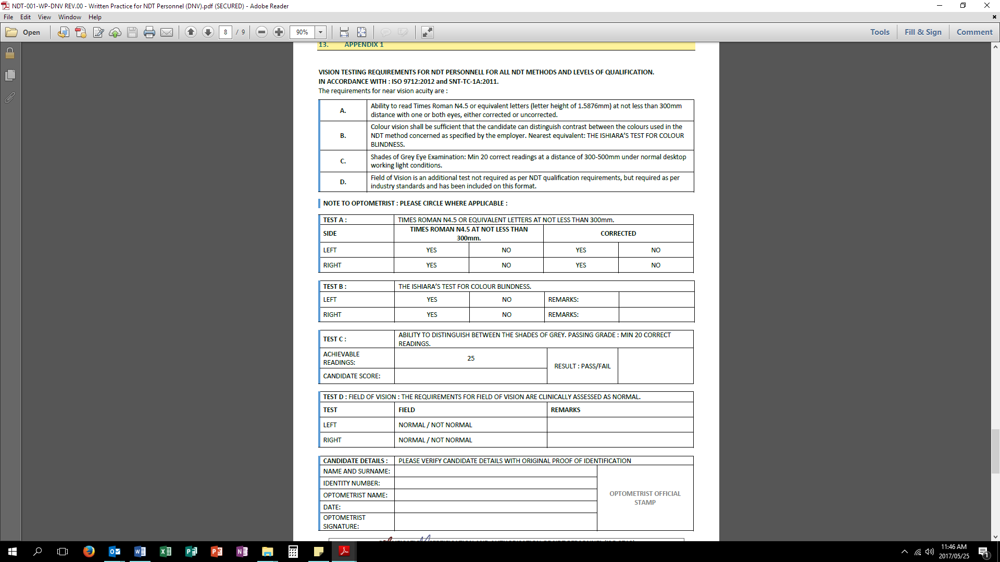 NDT-001-WP-DNV REV.00 - Written Practice for NDT Personnel (DNV).pdf (SECURED) - Adobe Reader
File Edit View Window Help
Open 8 / 9 90% Tools Fill & Sign Comment
13. APPENDIX 1
VISION TESTING REQUIREMENTS FOR NDT PERSONNELL FOR ALL NDT METHODS AND LEVELS OF QUALIFICATION.
IN ACCORDANCE WITH : ISO 9712:2012 and SNT-TC-1A:2011.
The requirements for near vision acuity are :
A. Ability to read Times Roman N4.5 or equivalent letters (letter height of 1.5876mm) at not less than 300mm
distance with one or both eyes, either corrected or uncorrected.
B. Colour vision shall be sufficient that the candidate can distinguish contrast between the colours used in the
NDT method concerned as specified by the employer. Nearest equivalent: THE ISHIARA'S TEST FOR COLOUR
BLINDNESS.
C. Shades of Grey Eye Examination: Min 20 correct readings at a distance of 300-500mm under normal desktop
working light conditions.
D. Field of Vision is an additional test not required as per NDT qualification requirements, but required as per
industry standards and has been included on this format.
NOTE TO OPTOMETRIST : PLEASE CIRCLE WHERE APPLICABLE :
TEST A : TIMES ROMAN N4.5 OR EQUIVALENT LETTERS AT NOT LESS THAN 300mm.
SIDE TIMES ROMAN N4.5 AT NOT LESS THAN
300mm. CORRECTED
LEFT YES NO YES NO
RIGHT YES NO YES NO
TEST B : THE ISHIARA'S TEST FOR COLOUR BLINDNESS.
LEFT YES NO REMARKS:
RIGHT YES NO REMARKS:
TEST C : ABILITY TO DISTINGUISH BETWEEN THE SHADES OF GREY. PASSING GRADE : MIN 20 CORRECT
READINGS.
ACHIEVABLE
READINGS: 25 RESULT : PASS/FAIL
CANDIDATE SCORE:
TEST D : FIELD OF VISION : THE REQUIREMENTS FOR FIELD OF VISION ARE CLINICALLY ASSESSED AS NORMAL.
TEST FIELD REMARKS
LEFT NORMAL / NOT NORMAL
RIGHT NORMAL / NOT NORMAL
CANDIDATE DETAILS : PLEASE VERIFY CANDIDATE DETAILS WITH ORIGINAL PROOF OF IDENTIFICATION
NAME AND SURNAME:
IDENTITY NUMBER:
OPTOMETRIST NAME: OPTOMETRIST OFFICIAL
STAMP
DATE:
OPTOMETRIST
SIGNATURE:
11:46 AM
2017/05/25
1